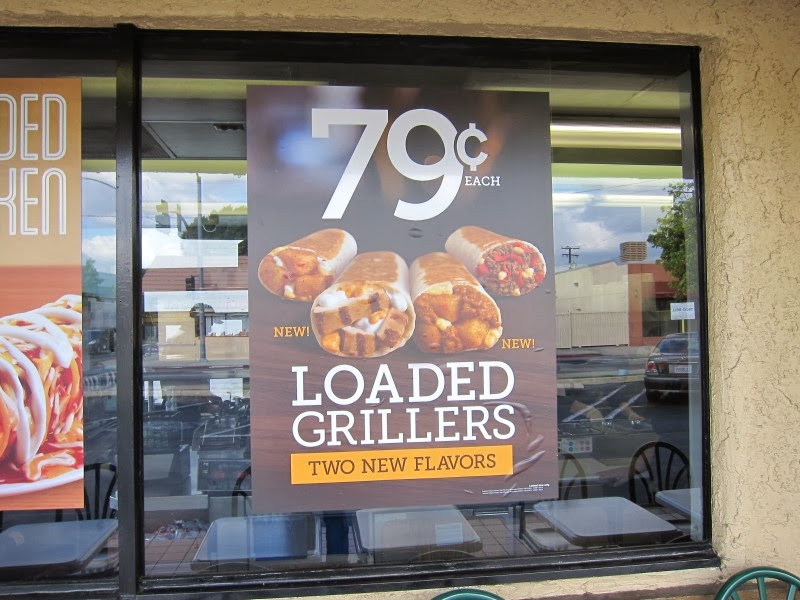 DED
KEN
79¢
EACH
NEW!
NEW!
LOADED
GRILLERS
TWO NEW FLAVORS